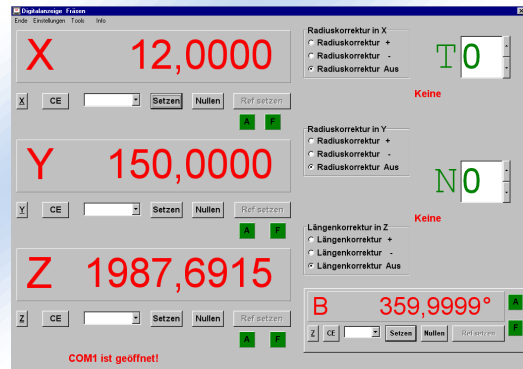 Digitalanzeige Fräsen
Ende Einstellungen Tools Info
X 12,0000
X CE Setzen Nullen Ref setzen
A F
Y 150,0000
Y CE Setzen Nullen Ref setzen
A F
Z 1987,6915
Z CE Setzen Nullen Ref setzen
A F
COM1 ist geöffnet!
Radiuskorrektur in X
Radiuskorrektur +
Radiuskorrektur -
Radiuskorrektur Aus
T 0
Keine
Radiuskorrektur in Y
Radiuskorrektur +
Radiuskorrektur -
Radiuskorrektur Aus
N 0
Keine
Längenkorrektur in Z
Längenkorrektur +
Längenkorrektur -
Längenkorrektur Aus
B 359,9999°
A
Z CE Setzen Nullen Ref setzen
F